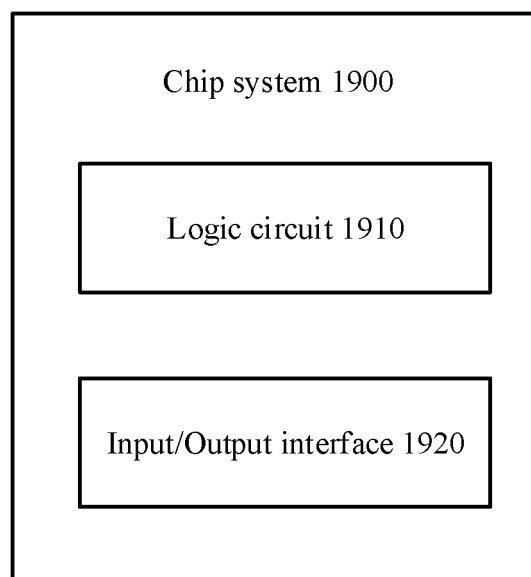 Chip system 1900
Logic circuit 1910
Input/Output interface 1920